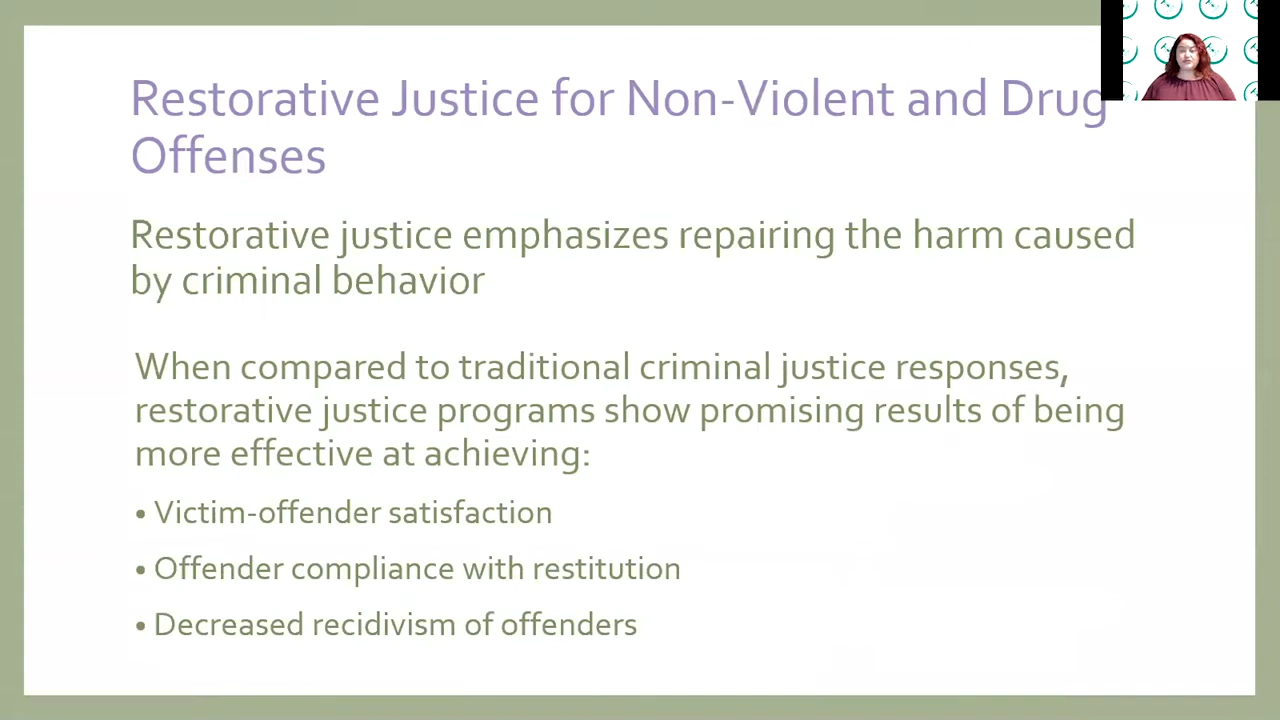 Restorative Justice for Non-Violent and Drug
Offenses
Restorative justice emphasizes repairing the harm caused
by criminal behavior
When compared to traditional criminal justice responses,
restorative justice programs show promising results of being
more effective at achieving:
• Victim-offender satisfaction
• Offender compliance with restitution
• Decreased recidivism of offenders